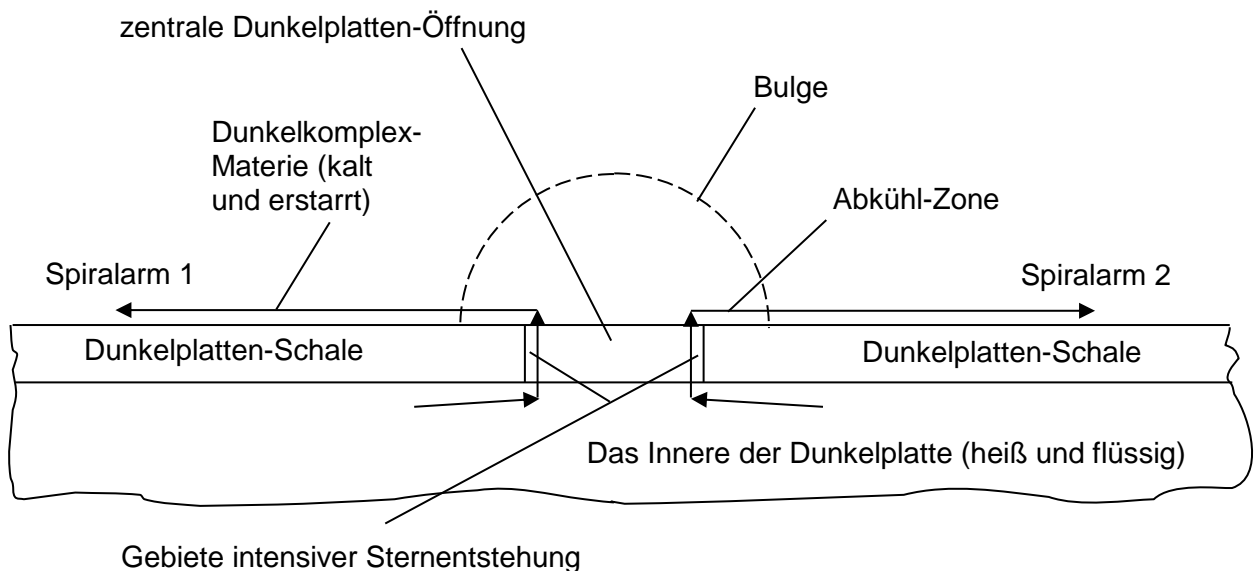 zentrale Dunkelplatten-Öffnung
Bulge
Dunkelkomplex-
Materie (kalt
und erstarrt)
Abkühl-Zone
Spiralarm 1
Spiralarm 2
Dunkelplatten-Schale
Dunkelplatten-Schale
Das Innere der Dunkelplatte (heiß und flüssig)
Gebiete intensiver Sternentstehung